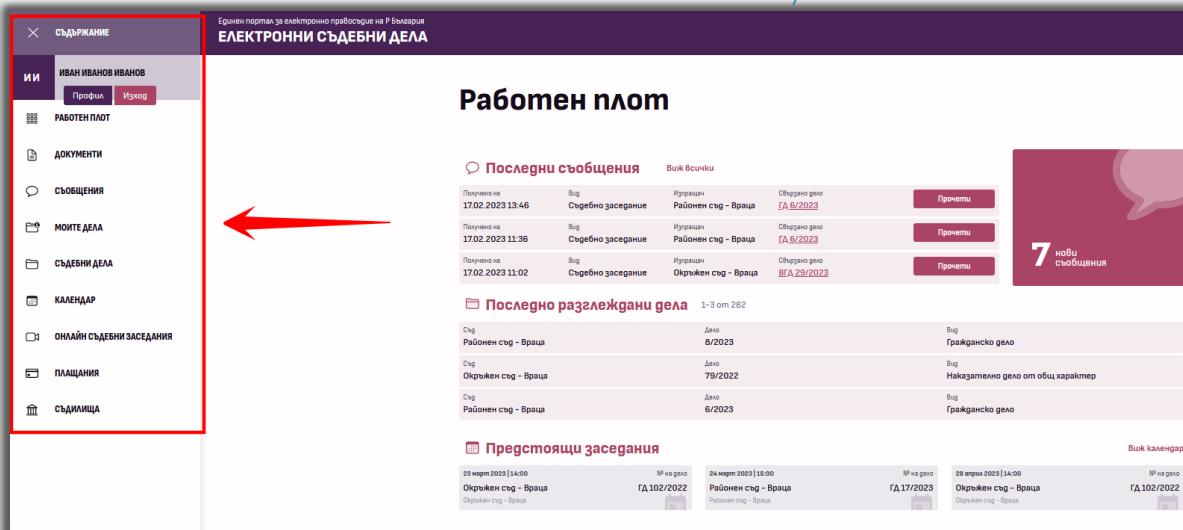 СЪДЪРЖАНИЕ
ИИ
ИВАН ИВАНОВ ИВАНОВ
Профил Изход
РАБОТЕН ПЛОТ
ДОКУМЕНТИ
СЪОБЩЕНИЯ
МОИТЕ ДЕЛА
СЪДЕБНИ ДЕЛА
КАЛЕНДАР
ОНЛАЙН СЪДЕБНИ ЗАСЕДАНИЯ
ПЛАЩАНИЯ
СЪДИЛИЩА
Единен портал за електронно правосъдие на Р България
ЕЛЕКТРОННИ СЪДЕБНИ ДЕЛА
Работен плот
Последни съобщения Виж всички
Получено на Вид Изпращач Свързано дело
17.02.2023 13:46 Съдебно заседание Районен съд - Враца ГД 6/2023 Прочети
Получено на Вид Изпращач Свързано дело
17.02.2023 11:36 Съдебно заседание Районен съд - Враца ГД 6/2023 Прочети
Получено на Вид Изпращач Свързано дело
17.02.2023 11:02 Съдебно заседание Окръжен съд - Враца ВГД 29/2023 Прочети
7 нови
съобщения
Последно разглеждани дела 1-3 от 282
Съд Дело Вид
Районен съд - Враца 8/2023 Гражданско дело
Съд Дело Вид
Окръжен съд - Враца 79/2022 Наказателно дело от общ характер
Съд Дело Вид
Районен съд - Враца 6/2023 Гражданско дело
Предстоящи заседания Виж календар
23 март 2023 | 14:00 № на дело
Окръжен съд - Враца ГД 102/2022
Окръжен съд - Враца
24 март 2023 | 15:00 № на дело
Районен съд - Враца ГД 17/2023
Районен съд - Враца
28 април 2023 | 14:00 № на дело
Окръжен съд - Враца ГД 102/2022
Окръжен съд - Враца